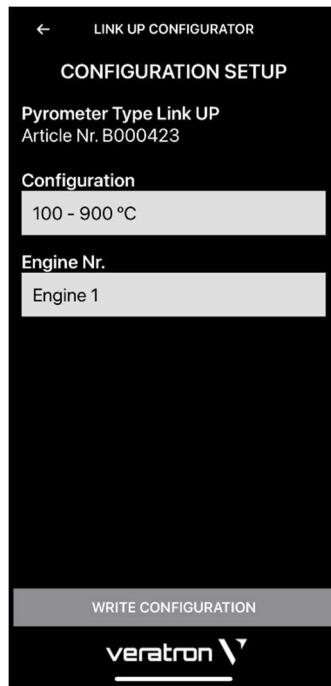 LINK UP CONFIGURATOR
CONFIGURATION SETUP
Pyrometer Type Link UP
Article Nr. B000423
Configuration
100 - 900 ºC
Engine Nr.
Engine 1
WRITE CONFIGURATION
veratron